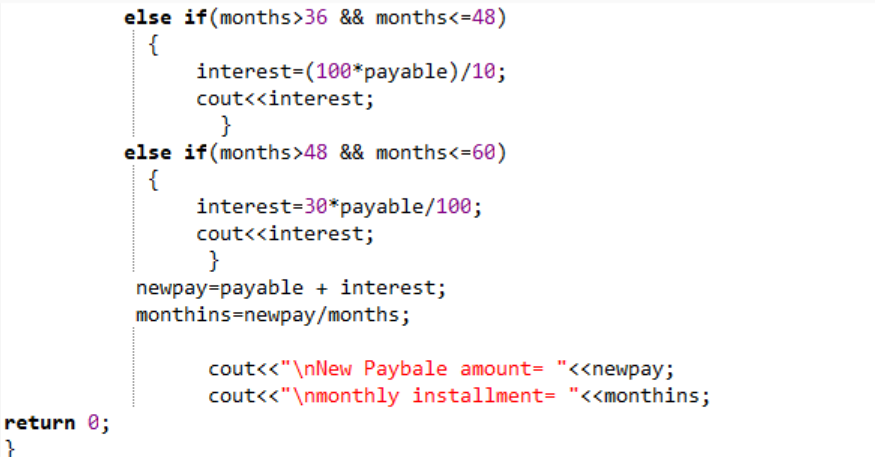 else if(months>36 && months<=48)
{
interest=(100*payable)/10;
cout<<interest;
}
else if(months>48 && months<=60)
{
interest=30*payable/100;
cout<<interest;
}
newpay=payable + interest;
monthins=newpay/months;
cout<<"\nNew Paybale amount= "<<newpay;
cout<<"\nmonthly installment= "<<monthins;
return 0;
}